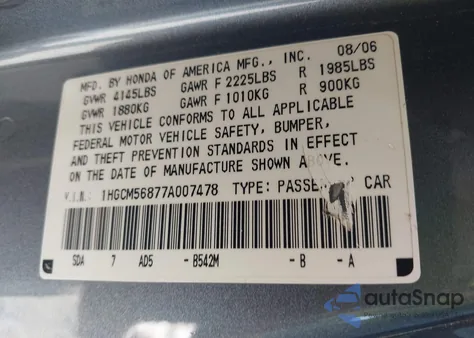 MFD. BY HONDA OF AMERICA MFG., INC. 08/06
GVWR 4145LBS GAWR F 2225LBS R 1985LBS
GVWR 1880KG GAWR F 1010KG R 900KG
THIS VEHICLE CONFORMS TO ALL APPLICABLE
FEDERAL MOTOR VEHICLE SAFETY, BUMPER,
AND THEFT PREVENTION STANDARDS IN EFFECT
ON THE DATE OF MANUFACTURE SHOWN ABOVE.
V.I.N.: 1HGCM56877A007478 TYPE: PASSE CAR
SDA 7 AD5 - B542M - B - A
autoSnap